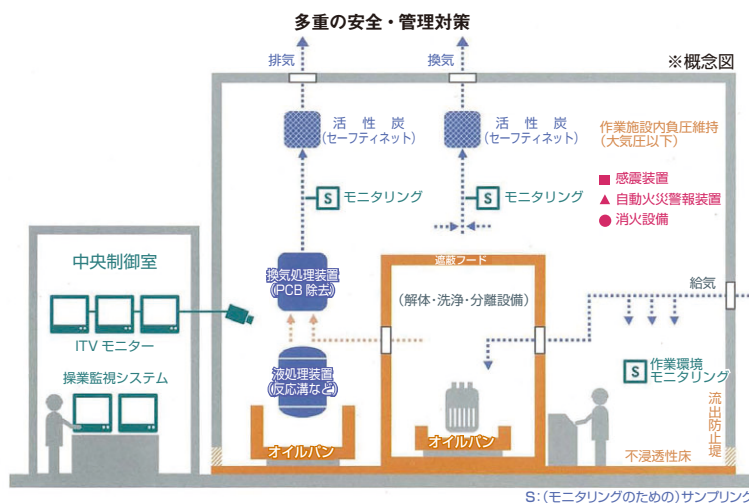 多重の安全・管理対策
排気
換気
※概念図
活性炭
(セーフティネット)
活性炭
(セーフティネット)
作業施設内負圧維持
(大気圧以下)
S モニタリング
S モニタリング
■ 感震装置
▲ 自動火災警報装置
● 消火設備
中央制御室
換気処理装置
(PCB除去)
遮蔽フード
(解体・洗浄・分離設備)
給気
ITVモニター
操業監視システム
液処理装置
(反応溝など)
S 作業環境
モニタリング
オイルパン
オイルパン
不浸透性床
流出防止堤
S:(モニタリングのための)サンプリング